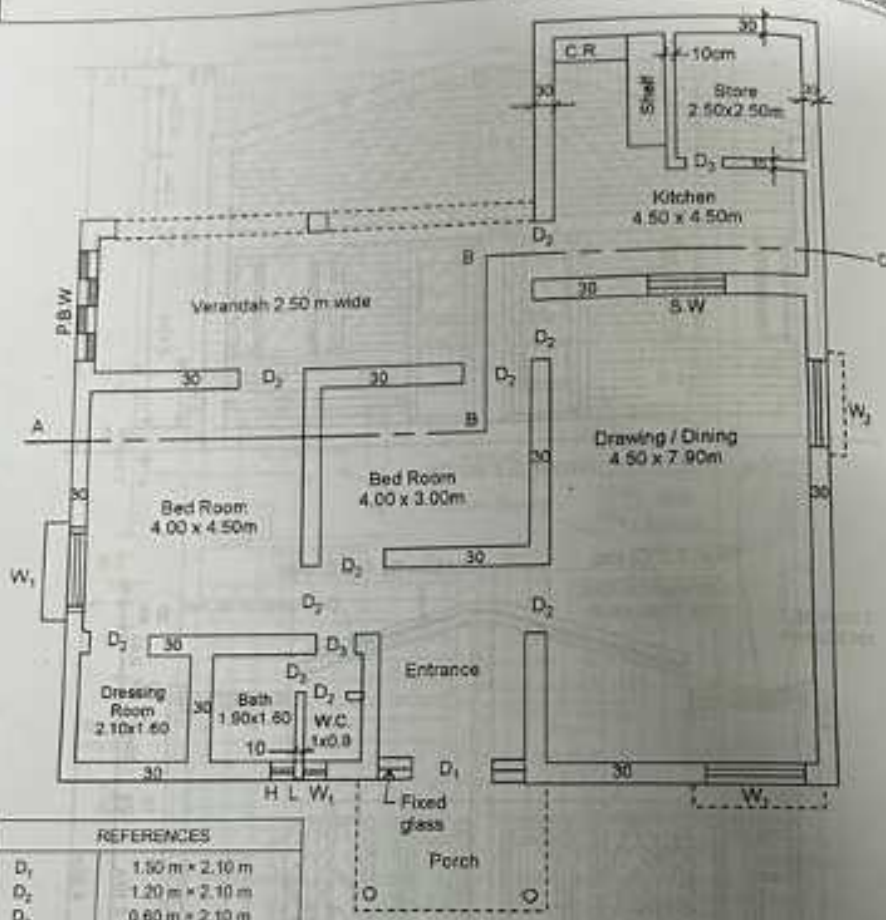 30
C.R
10cm
30
Shelf
Store
2.50x2.50m
30
D3
Kitchen
4.50 x 4.50m
D2
B
C
30
S.W
P.B.W
Verandah 2.50 m wide
D2
30
D2
30
D2
W3
A
B
Drawing / Dining
4.50 x 7.90m
30
Bed Room
4.00 x 3.00m
30
30
Bed Room
4.00 x 4.50m
W1
D2
30
D2
D2
D2
30
D3
Entrance
Dressing
Room
2.10x1.60
30
Bath
1.90x1.60
D3
D2
W.C.
1x0.9
10
30
D1
30
H L W1
Fixed
glass
Porch
REFERENCES
D1 1.50 m × 2.10 m
D2 1.20 m × 2.10 m
0.60 m × 2.10 m